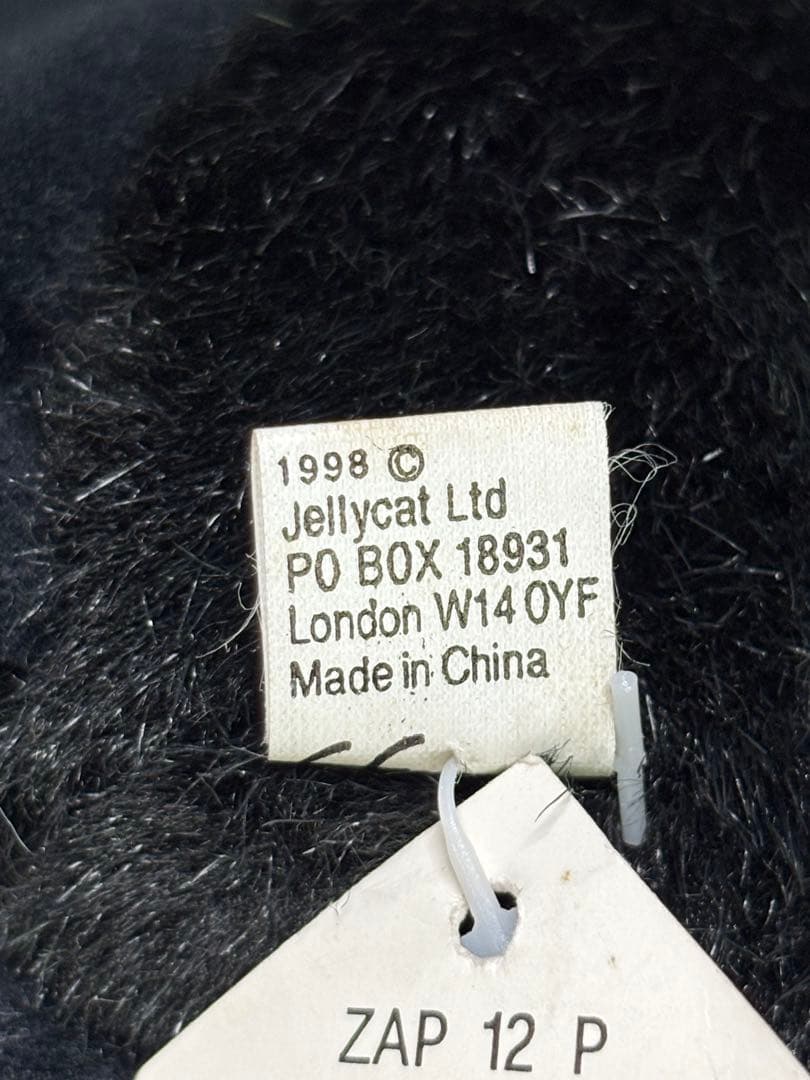 1998 ©
Jellycat Ltd
PO BOX 18931
London W14 0YF
Made in China
ZAP 12 P